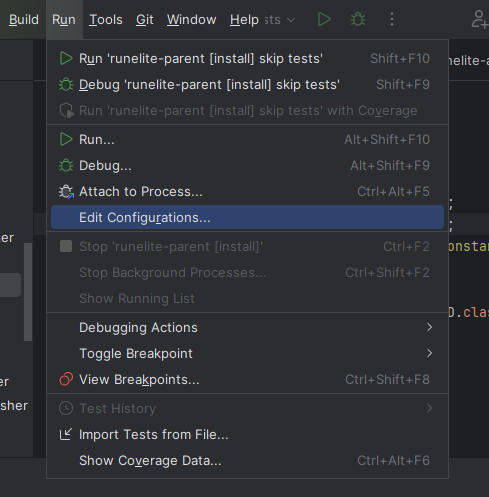 Build Run Tools Git Window Help sts
Run 'runelite-parent [install] skip tests' Shift+F10
Debug 'runelite-parent [install] skip tests' Shift+F9
Run 'runelite-parent [install] skip tests' with Coverage
Run... Alt+Shift+F10
Debug... Alt+Shift+F9
Attach to Process... Ctrl+Alt+F5
Edit Configurations...
Stop 'runelite-parent [install]' Ctrl+F2
Stop Background Processes... Ctrl+Shift+F2
Show Running List
Debugging Actions
Toggle Breakpoint
View Breakpoints... Ctrl+Shift+F8
Test History
Import Tests from File...
Show Coverage Data... Ctrl+Alt+F6
ger
er
sher
nelite-a
;
;
onstan
D.clas